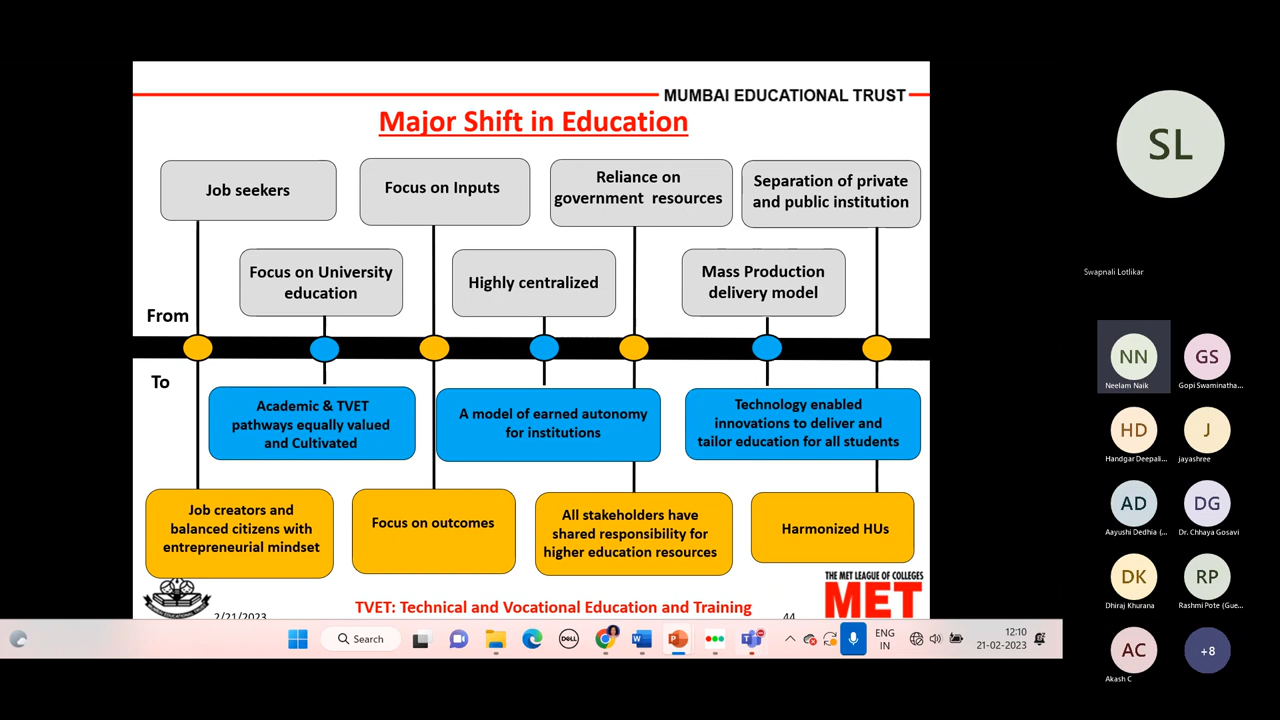 MUMBAI EDUCATIONAL TRUST
Major Shift in Education
Job seekers
Focus on Inputs
Reliance on
government resources
Separation of private
and public institution
Focus on University
education
Highly centralized
Mass Production
delivery model
From
To
Academic & TVET
pathways equally valued
and Cultivated
A model of earned autonomy
for institutions
Technology enabled
innovations to deliver and
tailor education for all students
Job creators and
balanced citizens with
entrepreneurial mindset
Focus on outcomes
All stakeholders have
shared responsibility for
higher education resources
Harmonized HUs
THE MET LEAGUE OF COLLEGES
MET
2/21/2023
TVET: Technical and Vocational Education and Training
44
Search
DELL
ENG
IN
12:10
21-02-2023
SL
Swapnali Lotlikar
NN
Neelam Naik
GS
Gopi Swaminatha...
HD
Handgar Deepali...
J
jayashree
AD
Aayushi Dedhia (...
DG
Dr. Chhaya Gosavi
DK
Dhiraj Khurana
RP
Rashmi Pote (Gue...
AC
Akash C
+8